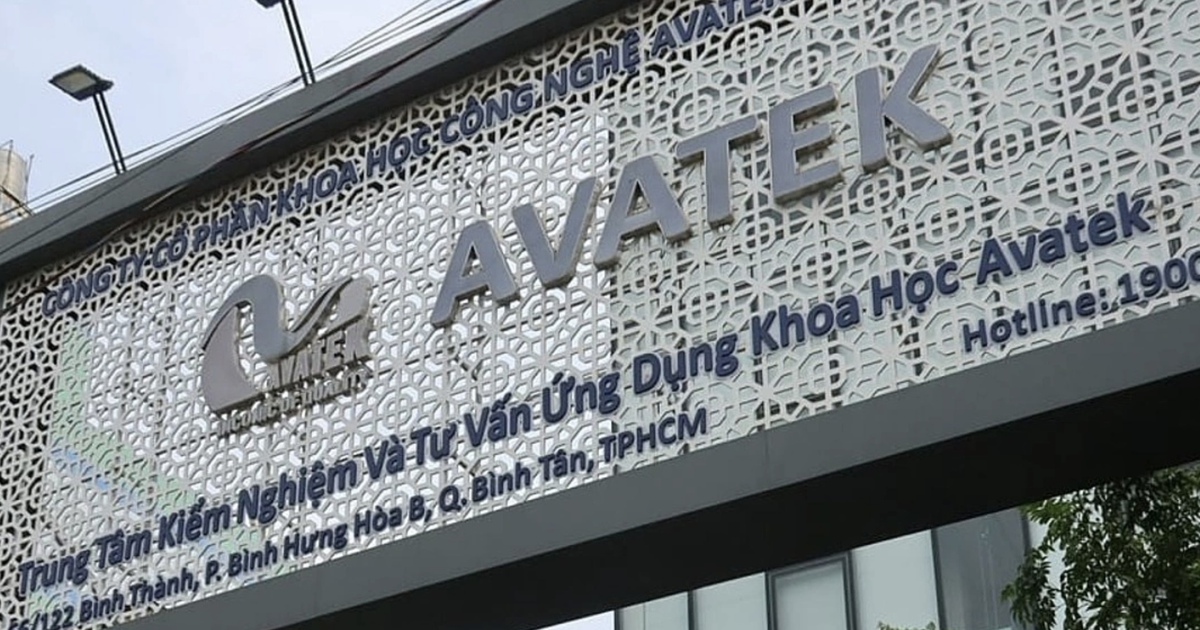 CÔNG TY CỔ PHẦN KHOA HỌC CÔNG NGHỆ AVATEK
AVATEK
AVATEK
Trung Tâm Kiểm Nghiệm Và Tư Vấn Ứng Dụng Khoa Học Avatek
Bình Thành, P. Bình Hưng Hòa B, Q. Bình Tân, TPHCM
Hotline: 1900